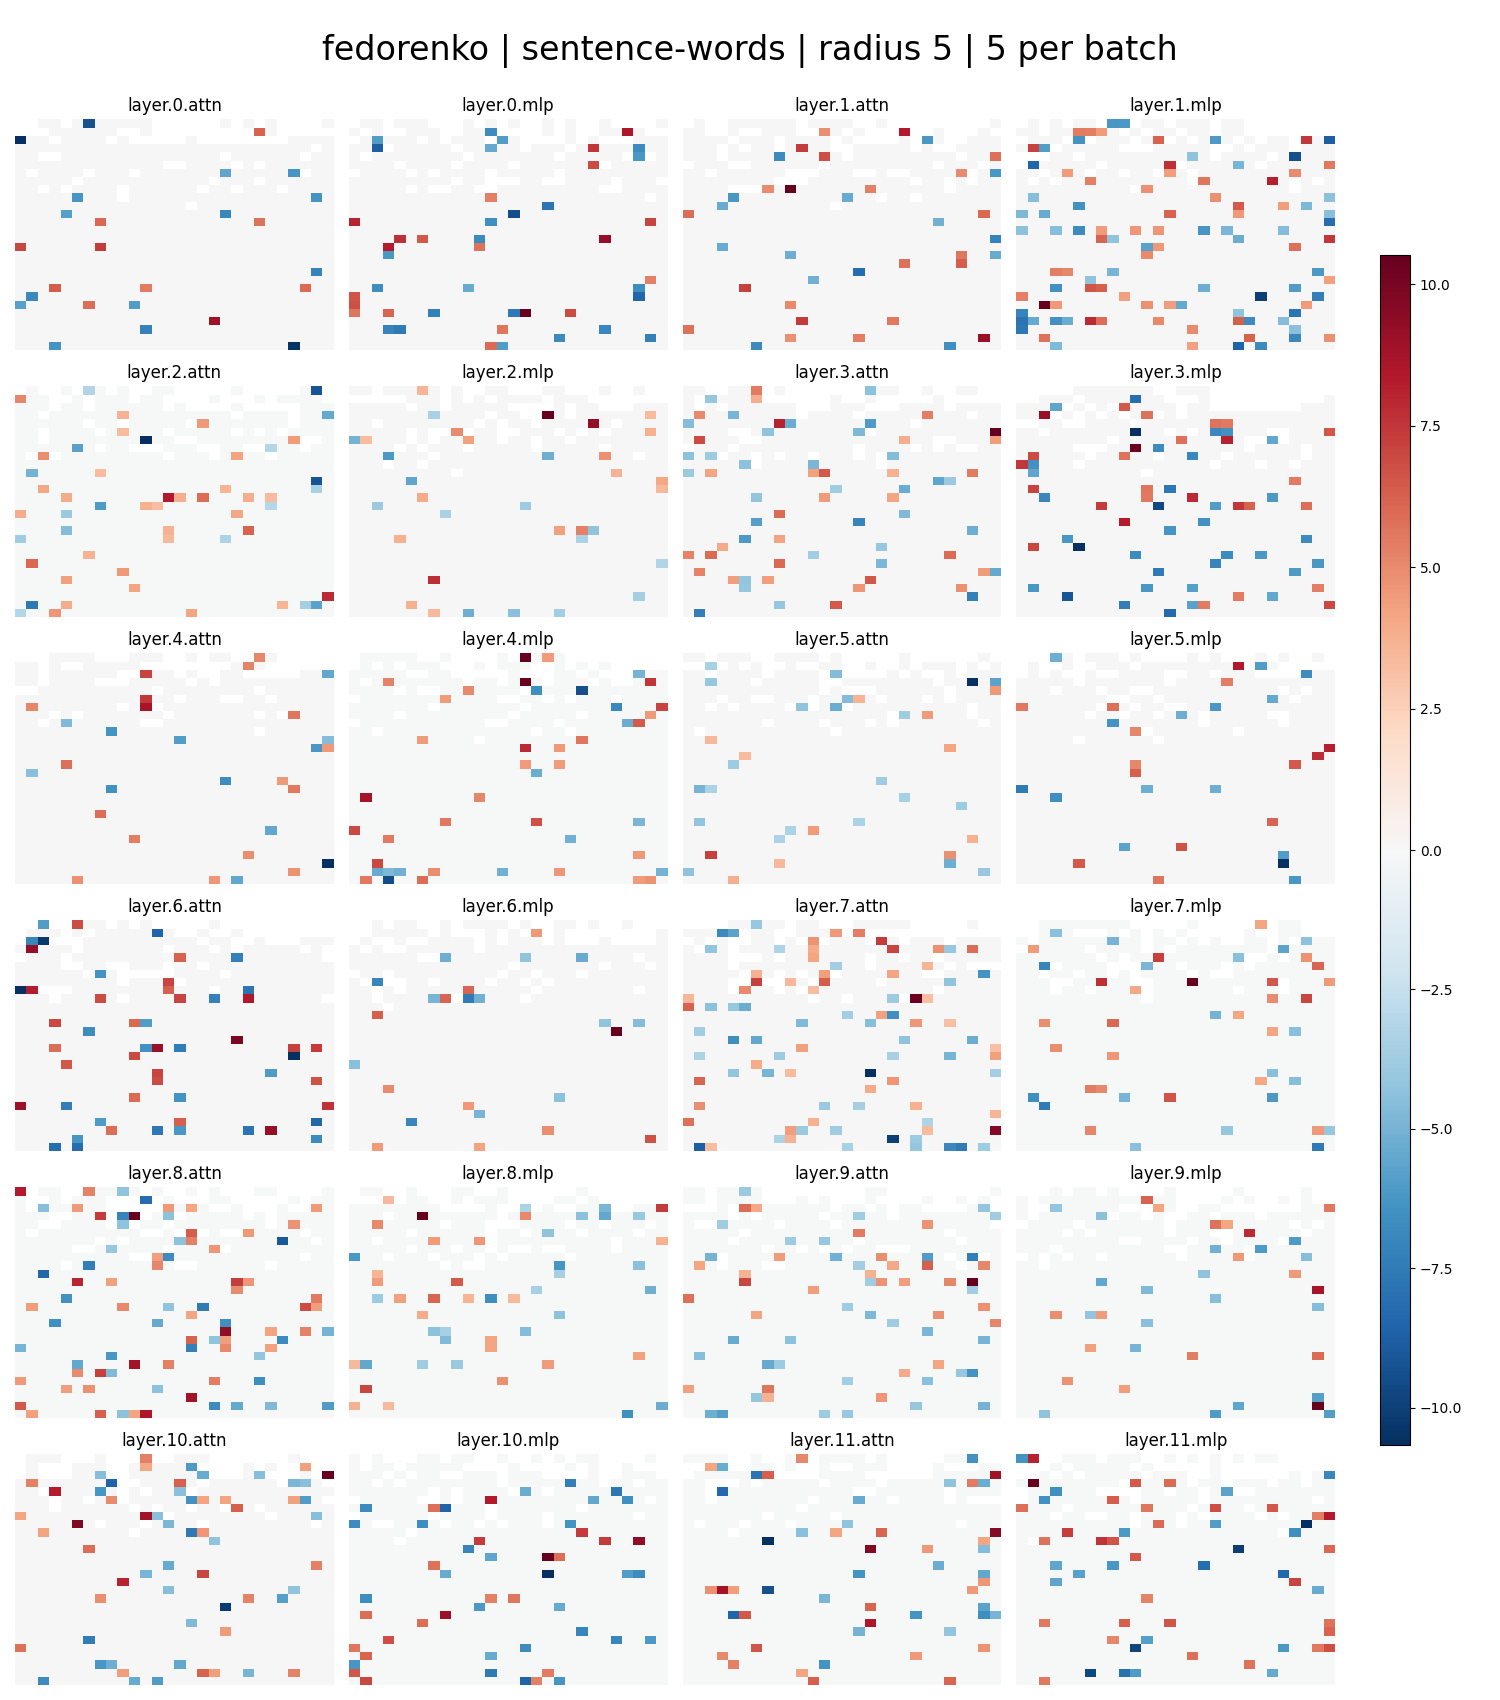 fedorenko | sentence-words | radius 5 | 5 per batch
layer.0.attn
layer.0.mlp
layer.1.attn
layer.1.mlp
layer.2.attn
layer.2.mlp
layer.3.attn
layer.3.mlp
layer.4.attn
layer.4.mlp
layer.5.attn
layer.5.mlp
layer.6.attn
layer.6.mlp
layer.7.attn
layer.7.mlp
layer.8.attn
layer.8.mlp
layer.9.attn
layer.9.mlp
layer.10.attn
layer.10.mlp
layer.11.attn
layer.11.mlp
10.0
7.5
5.0
2.5
0.0
−2.5
−5.0
−7.5
−10.0